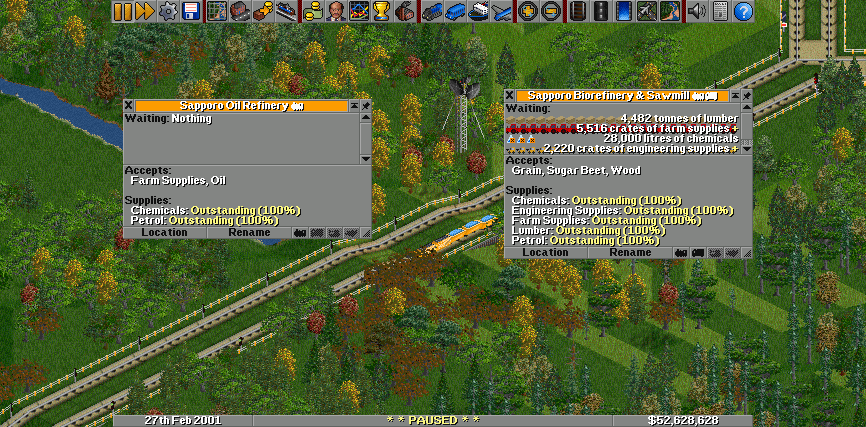 Sapporo Oil Refinery
Waiting: Nothing
Accepts:
Farm Supplies, Oil
Supplies:
Chemicals: Outstanding (100%)
Petrol: Outstanding (100%)
Location Rename
Sapporo Biorefinery & Sawmill
Waiting:
4,482 tonnes of lumber
5,516 crates of farm supplies +
28,000 litres of chemicals
2,220 crates of engineering supplies +
Accepts:
Grain, Sugar Beet, Wood
Supplies:
Chemicals: Outstanding (100%)
Engineering Supplies: Outstanding (100%)
Farm Supplies: Outstanding (100%)
Lumber: Outstanding (100%)
Petrol: Outstanding (100%)
Location Rename
27th Feb 2001 * * PAUSED * * $52,628,628